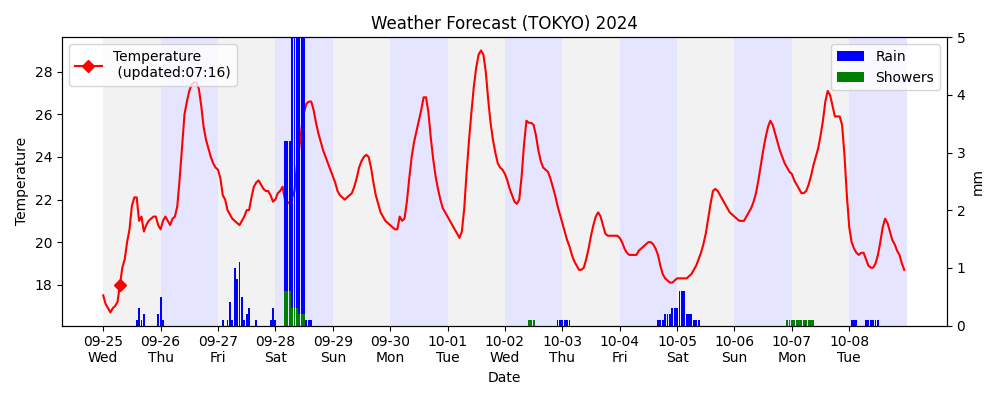 Weather Forecast (TOKYO) 2024
Temperature
(updated:07:16)
Rain
Showers
Temperature
28
26
24
22
20
18
5
4
3
2
1
0
mm
09-25 09-26 09-27 09-28 09-29 09-30 10-01 10-02 10-03 10-04 10-05 10-06 10-07 10-08
Wed Thu Fri Sat Sun Mon Tue Wed Thu Fri Sat Sun Mon Tue
Date